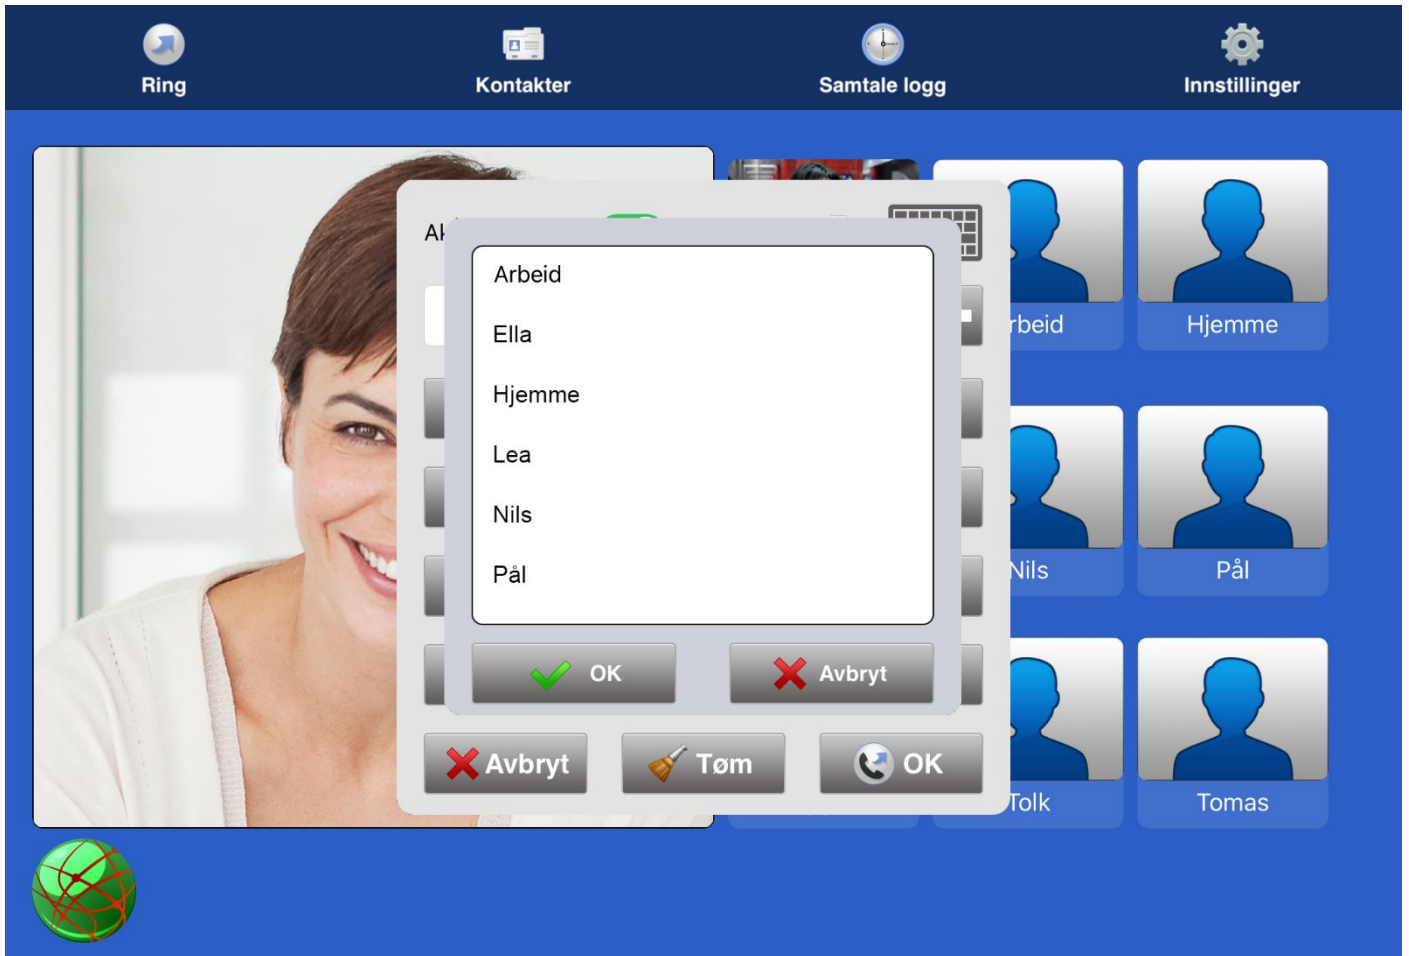 Ring
Kontakter
Samtale logg
Innstillinger
Arbeid
Ella
Hjemme
Lea
Nils
Pål
OK
Avbryt
Avbryt
Tøm
OK
rbeid
Hjemme
Nils
Pål
Tolk
Tomas